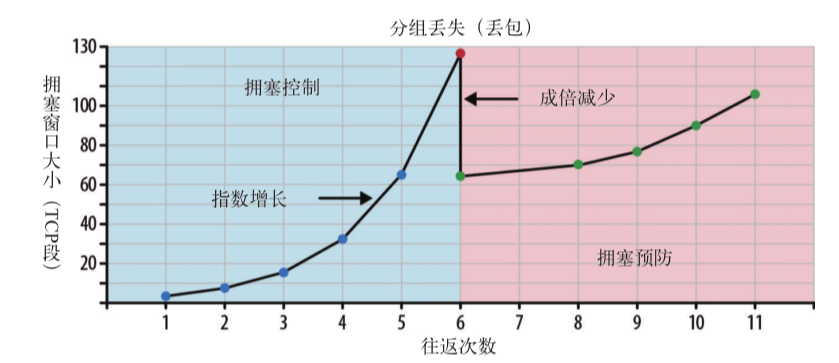 分组丢失（丢包）
拥塞窗口大小（TCP段）
130
100
80
60
40
20
拥塞控制
成倍减少
指数增长
拥塞预防
1 2 3 4 5 6 7 8 9 10 11
往返次数